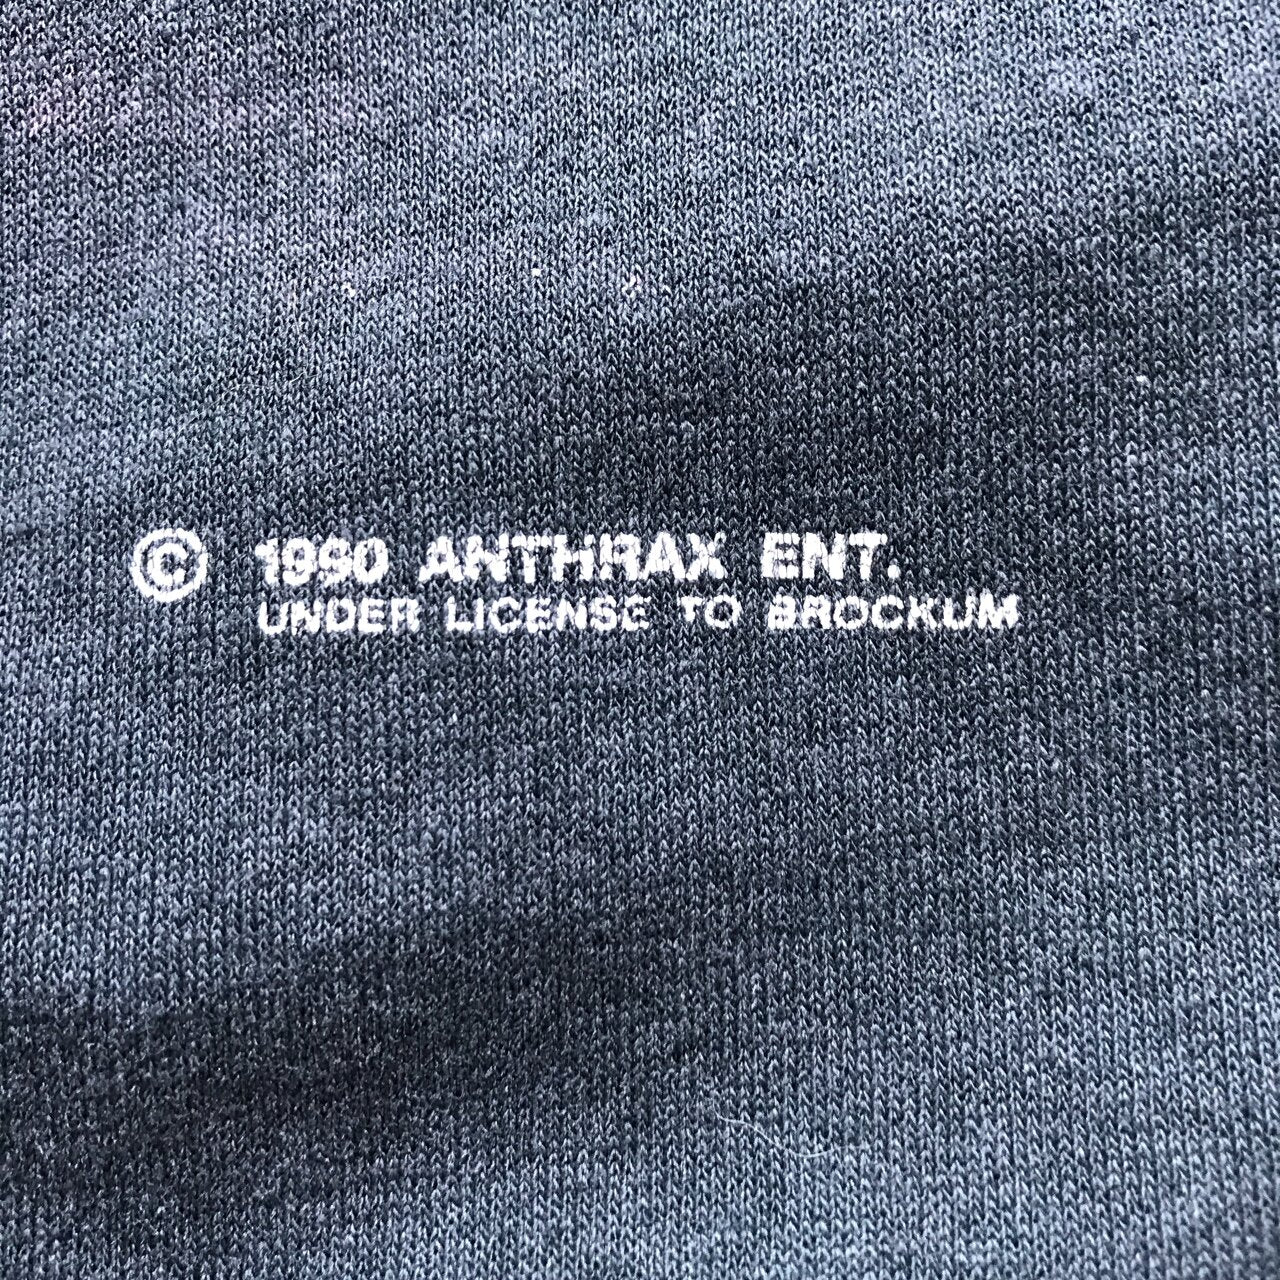 © 1990 ANTHRAX ENT.
UNDER LICENSE TO BROCKUM